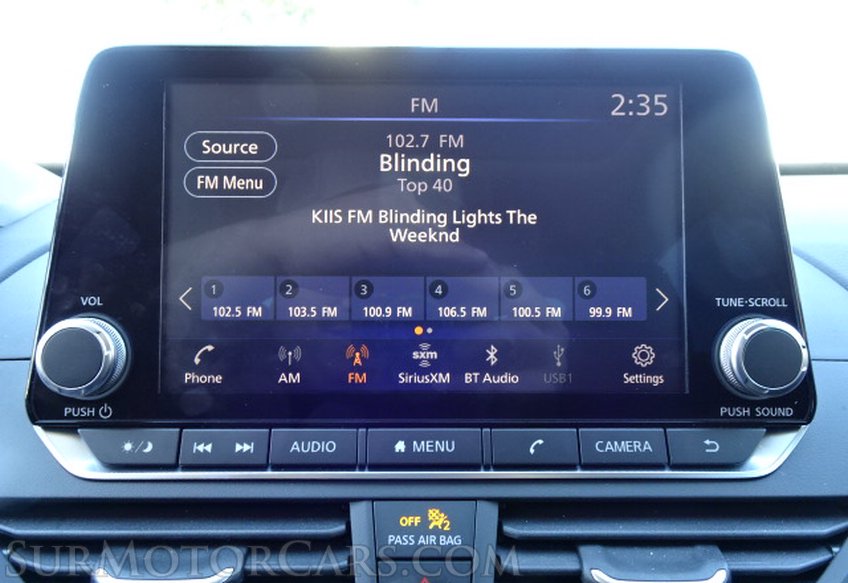 FM
2:35
Source
102.7 FM
Blinding
FM Menu
Top 40
KIIS FM Blinding Lights The
Weeknd
1 2 3 4 5 6
102.5 FM 103.5 FM 100.9 FM 106.5 FM 100.5 FM 99.9 FM
VOL
TUNE·SCROLL
sxm
Phone AM FM SiriusXM BT Audio USB1 Settings
PUSH
PUSH SOUND
AUDIO MENU CAMERA
OFF 2
PASS AIR BAG
SurMotorCars.com